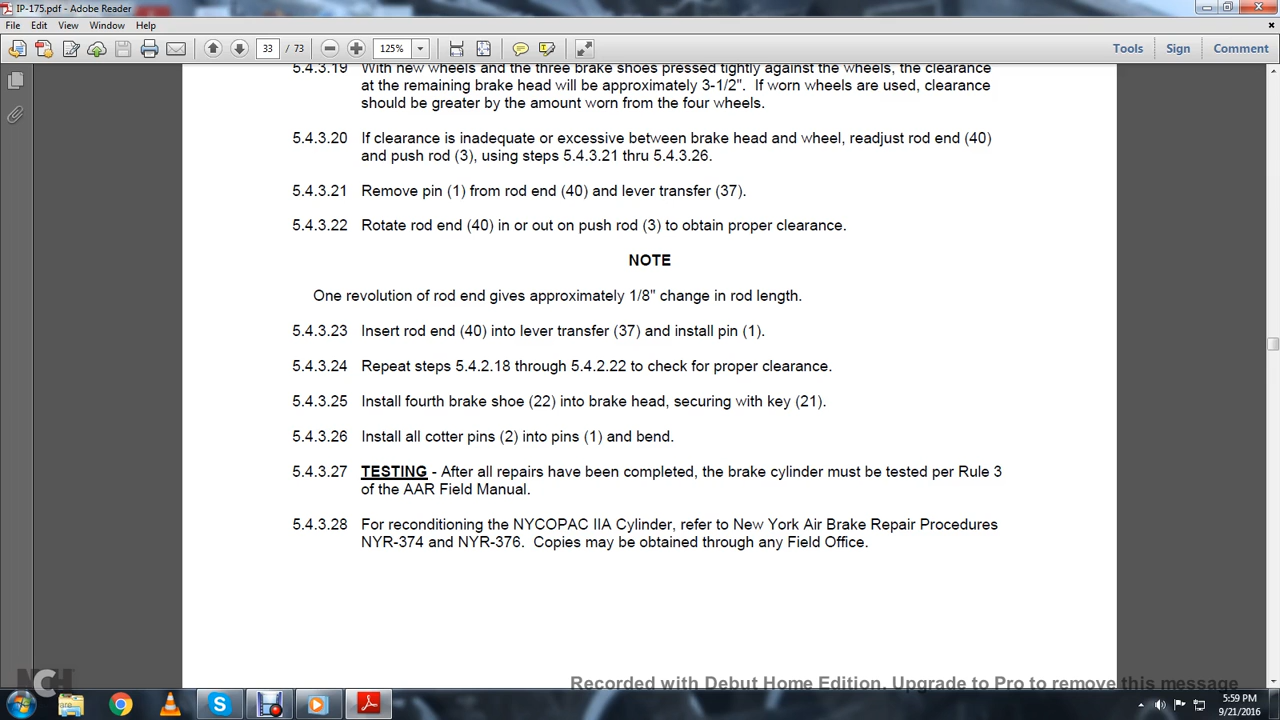 IP-175.pdf - Adobe Reader
File Edit View Window Help
33 / 73 125% Tools Sign Comment
5.4.3.19 With new wheels and the three brake shoes pressed tightly against the wheels, the clearance
at the remaining brake head will be approximately 3-1/2". If worn wheels are used, clearance
should be greater by the amount worn from the four wheels.
5.4.3.20 If clearance is inadequate or excessive between brake head and wheel, readjust rod end (40)
and push rod (3), using steps 5.4.3.21 thru 5.4.3.26.
5.4.3.21 Remove pin (1) from rod end (40) and lever transfer (37).
5.4.3.22 Rotate rod end (40) in or out on push rod (3) to obtain proper clearance.
NOTE
One revolution of rod end gives approximately 1/8" change in rod length.
5.4.3.23 Insert rod end (40) into lever transfer (37) and install pin (1).
5.4.3.24 Repeat steps 5.4.2.18 through 5.4.2.22 to check for proper clearance.
5.4.3.25 Install fourth brake shoe (22) into brake head, securing with key (21).
5.4.3.26 Install all cotter pins (2) into pins (1) and bend.
5.4.3.27 TESTING - After all repairs have been completed, the brake cylinder must be tested per Rule 3
of the AAR Field Manual.
5.4.3.28 For reconditioning the NYCOPAC IIA Cylinder, refer to New York Air Brake Repair Procedures
NYR-374 and NYR-376. Copies may be obtained through any Field Office.
NCH
Recorded with Debut Home Edition. Upgrade to Pro to remove this message
5:59 PM
9/21/2016